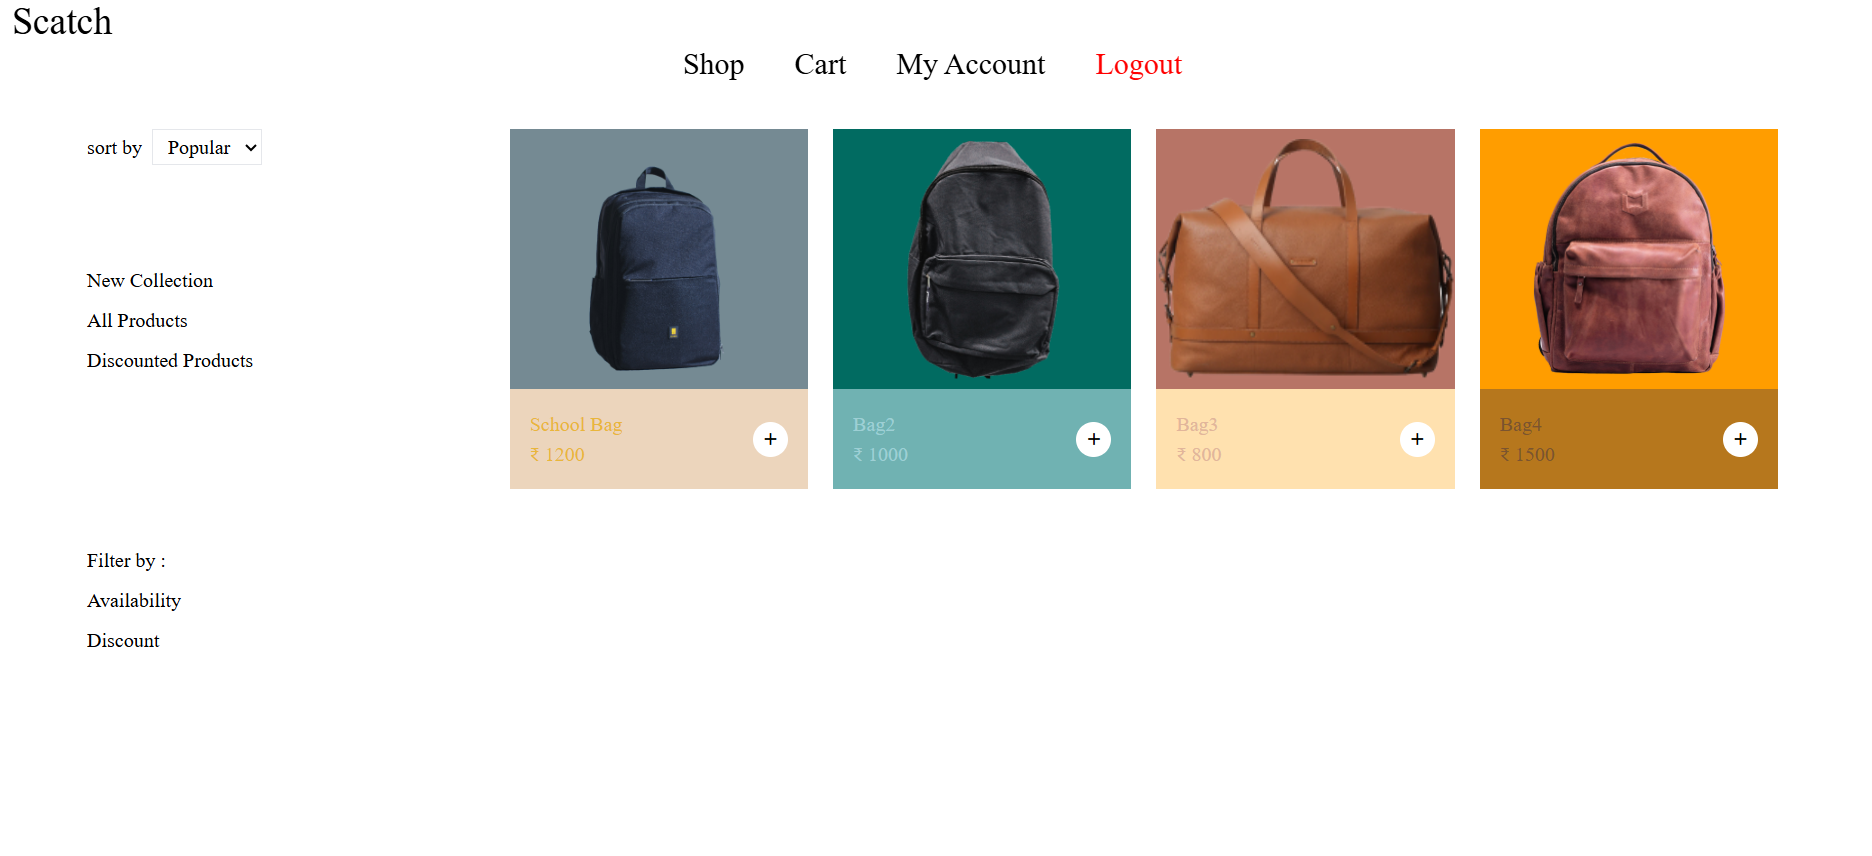 Scatch
Shop Cart My Account Logout
sort by Popular
New Collection
All Products
Discounted Products
Filter by :
Availability
Discount
School Bag
₹ 1200
+
Bag2
₹ 1000
+
Bag3
₹ 800
+
Bag4
₹ 1500
+